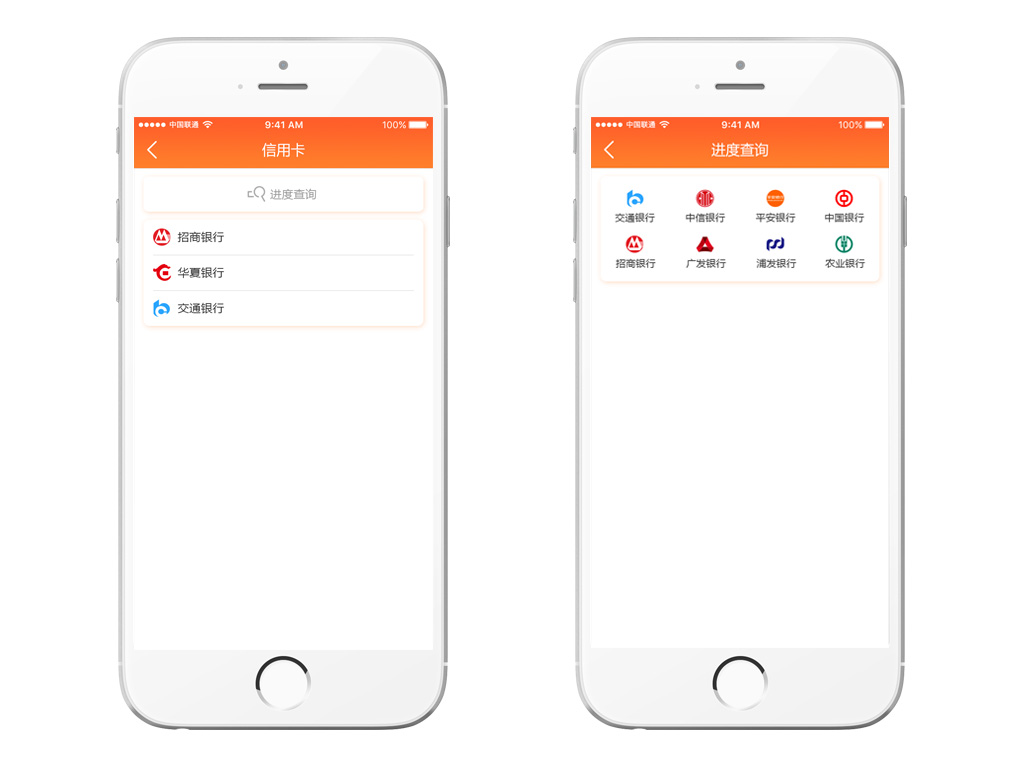 中国联通 9:41 AM 100%
信用卡
进度查询
招商银行
华夏银行
交通银行
中国联通 9:41 AM 100%
进度查询
交通银行 中信银行 平安银行 中国银行
招商银行 广发银行 浦发银行 农业银行